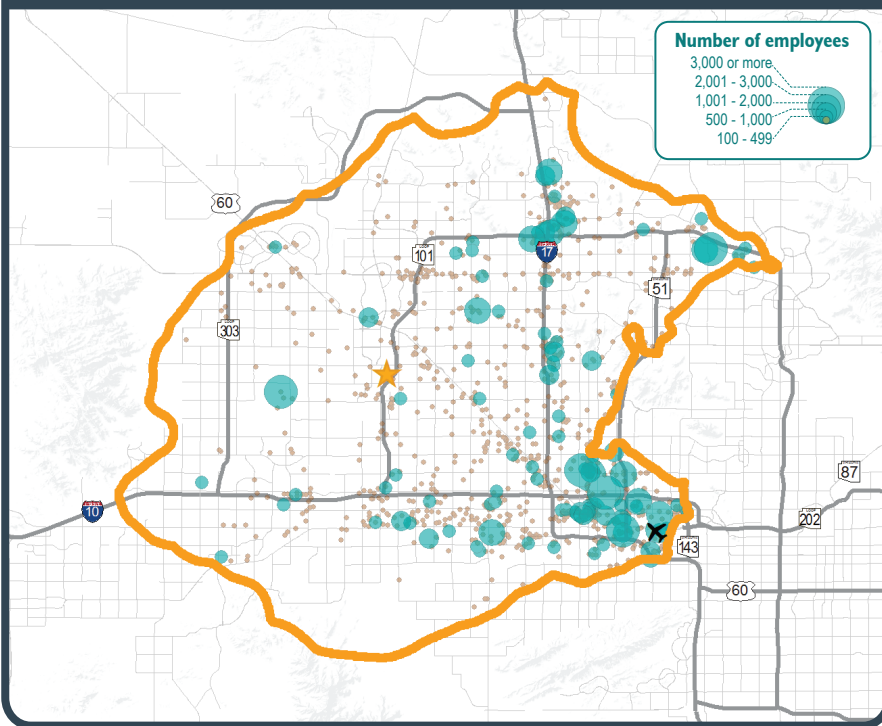 Number of employees
3,000 or more
2,001 - 3,000
1,001 - 2,000
500 - 1,000
100 - 499
60
101
17
51
303
87
10
202
143
60